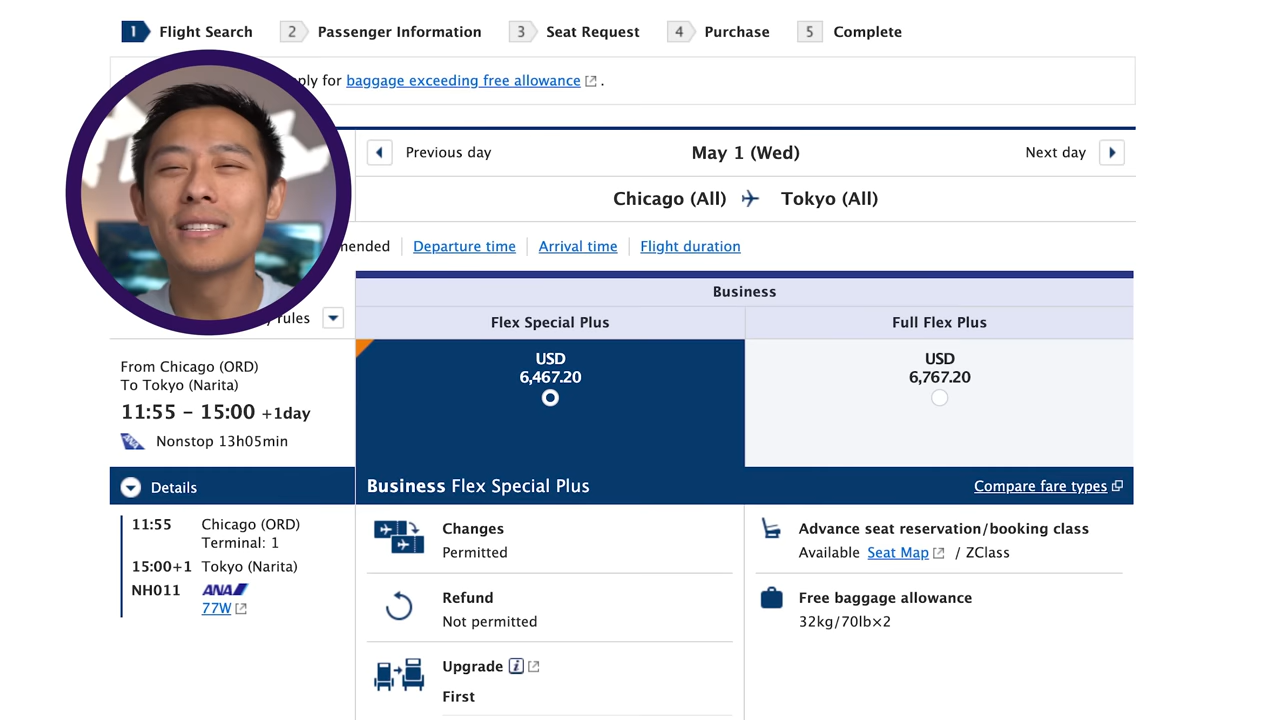 1 Flight Search 2 Passenger Information 3 Seat Request 4 Purchase 5 Complete
for baggage exceeding free allowance .
Previous day May 1 (Wed) Next day
Chicago (All) Tokyo (All)
Departure time Arrival time Flight duration
Business
rules Flex Special Plus Full Flex Plus
From Chicago (ORD)
To Tokyo (Narita)
11:55 – 15:00 +1day
ANA Nonstop 13h05min
USD
6,467.20
USD
6,767.20
Details Business Flex Special Plus Compare fare types
11:55 Chicago (ORD)
Terminal: 1
15:00+1 Tokyo (Narita)
NH011 ANA
77W
Changes
Permitted
Refund
Not permitted
Upgrade i
First
Advance seat reservation/booking class
Available Seat Map / ZClass
Free baggage allowance
32kg/70lb×2